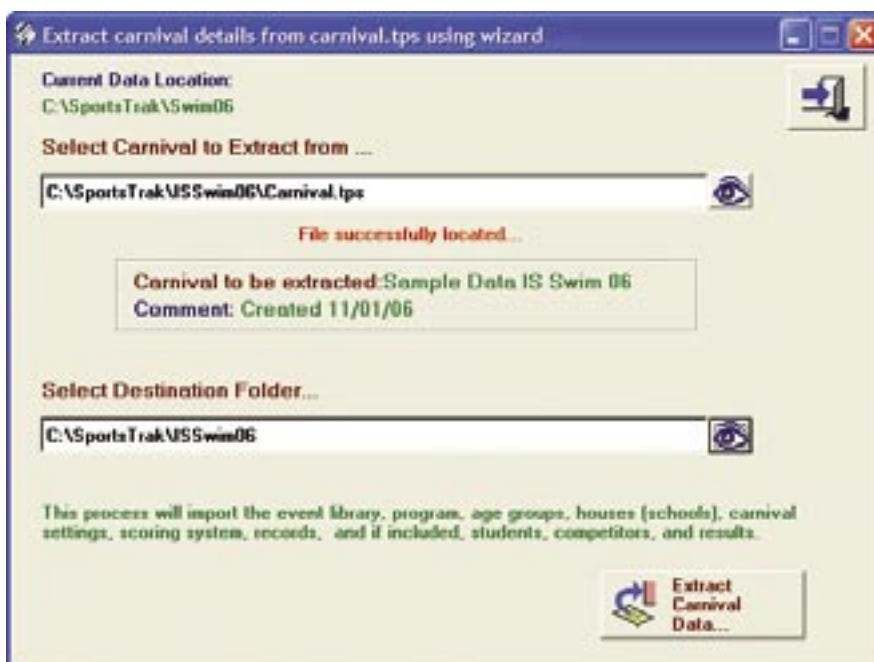 Extract carnival details from carnival.tps using wizard
Current Data Location:
C:\SportsTrak\Swim06
Select Carnival to Extract from ...
C:\SportsTrak\ISSwim06\Carnival.tps
File successfully located...
Carnival to be extracted:Sample Data IS Swim 06
Comment: Created 11/01/06
Select Destination Folder...
C:\SportsTrak\ISSwim06
This process will import the event library, program, age groups, houses (schools), carnival
settings, scoring system, records, and if included, students, competitors, and results.
Extract
Carnival
Data...